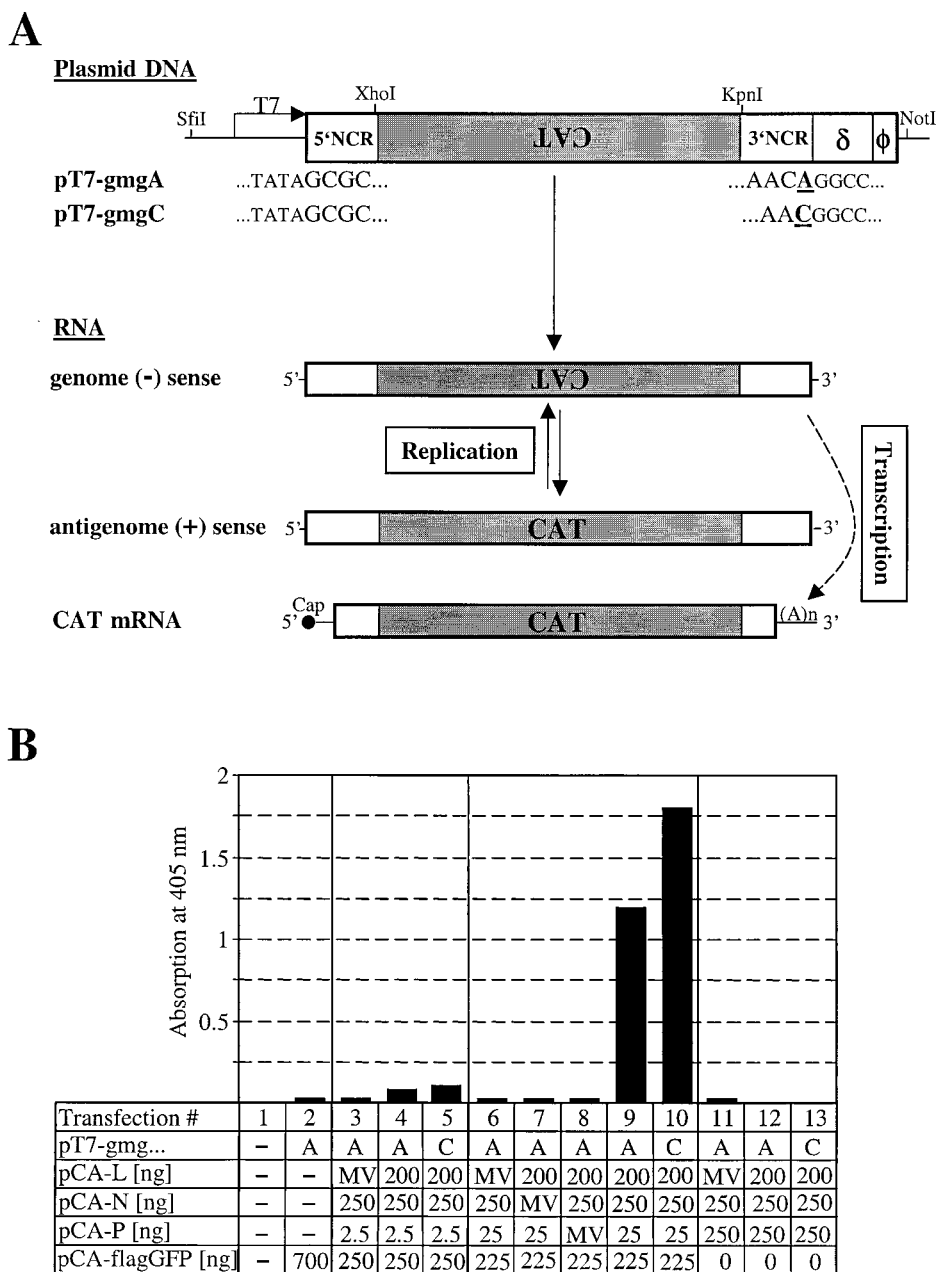 A
Plasmid DNA
SfiI T7 XhoI KpnI NotI
5‘NCR CAT 3‘NCR δ ϕ
pT7-gmgA ...TATAGCGC... ...AACAGGCC...
pT7-gmgC ...TATAGCGC... ...AACGGCC...
RNA
genome (-) sense 5’ CAT 3’
Replication
Transcription
antigenome (+) sense 5’ CAT 3’
CAT mRNA 5’ Cap CAT (A)n 3’
B
Absorption at 405 nm
2
1.5
1
0.5
Transfection # 1 2 3 4 5 6 7 8 9 10 11 12 13
pT7-gmg... – A A A C A A A A C A A C
pCA-L [ng] – – MV 200 200 MV 200 200 200 200 MV 200 200
pCA-N [ng] – – 250 250 250 250 MV 250 250 250 250 250 250
pCA-P [ng] – – 2.5 2.5 2.5 25 25 MV 25 25 250 250 250
pCA-flagGFP [ng] – 700 250 250 250 225 225 225 225 225 0 0 0